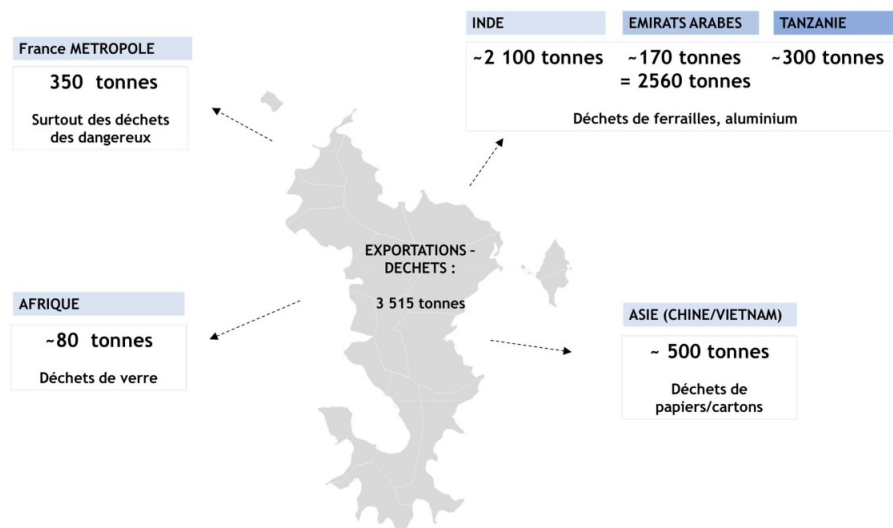 INDE EMIRATS ARABES TANZANIE
~2 100 tonnes ~170 tonnes ~300 tonnes
= 2560 tonnes
Déchets de ferrailles, aluminium
France METROPOLE
350 tonnes
Surtout des déchets
des dangereux
EXPORTATIONS -
DECHETS :
3 515 tonnes
AFRIQUE
~80 tonnes
Déchets de verre
ASIE (CHINE/VIETNAM)
~ 500 tonnes
Déchets de
papiers/cartons